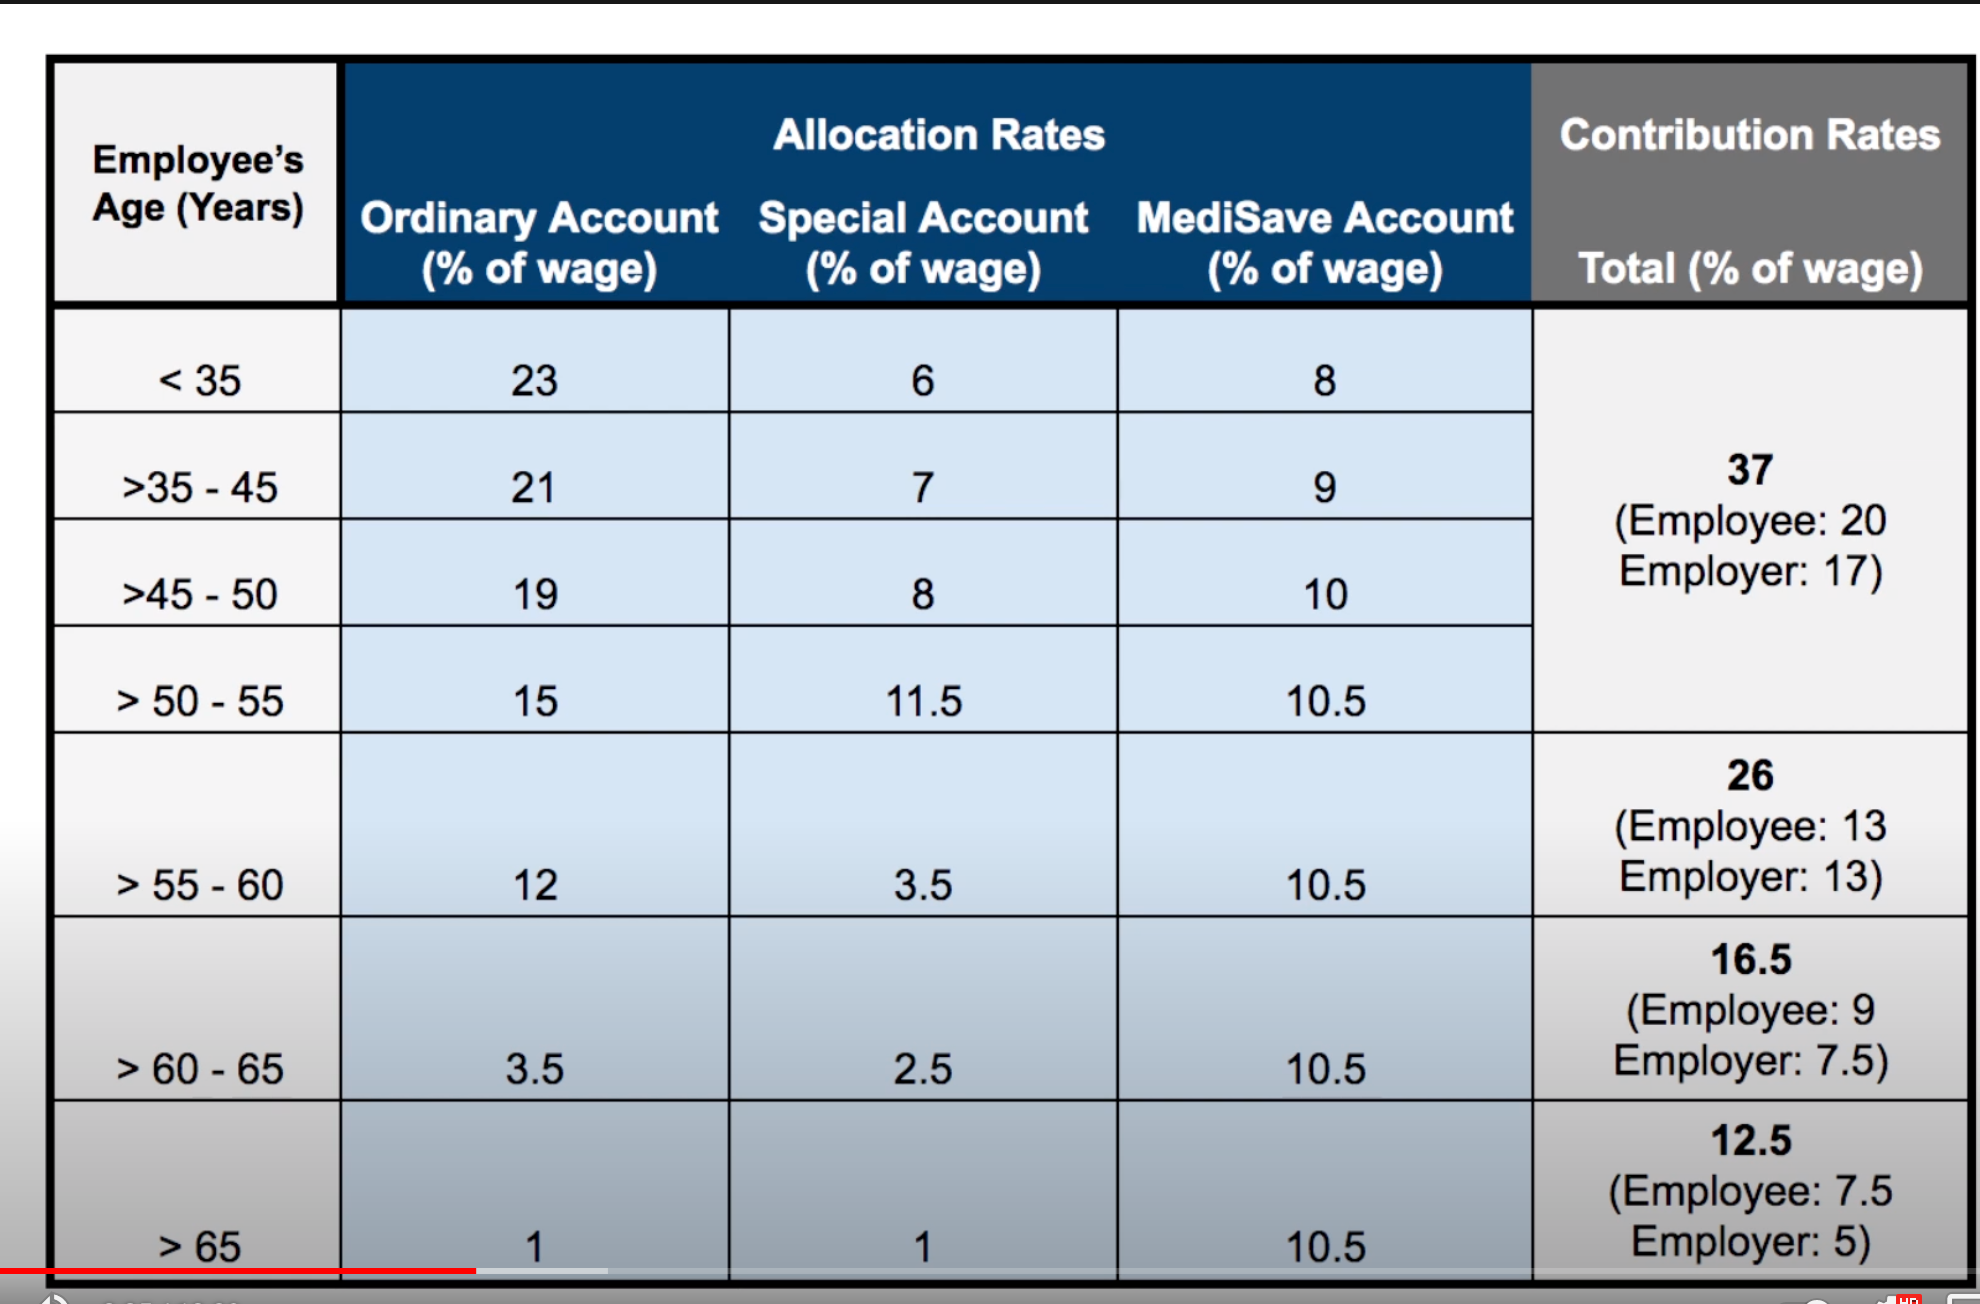 Employee's
Age (Years)
Allocation Rates
Contribution Rates
Ordinary Account
(% of wage)
Special Account
(% of wage)
MediSave Account
(% of wage)
Total (% of wage)
< 35
23
6
8
37
(Employee: 20
Employer: 17)
>35 - 45
21
7
9
>45 - 50
19
8
10
> 50 - 55
15
11.5
10.5
> 55 - 60
12
3.5
10.5
26
(Employee: 13
Employer: 13)
> 60 - 65
3.5
2.5
10.5
16.5
(Employee: 9
Employer: 7.5)
> 65
1
1
10.5
12.5
(Employee: 7.5
Employer: 5)
HD